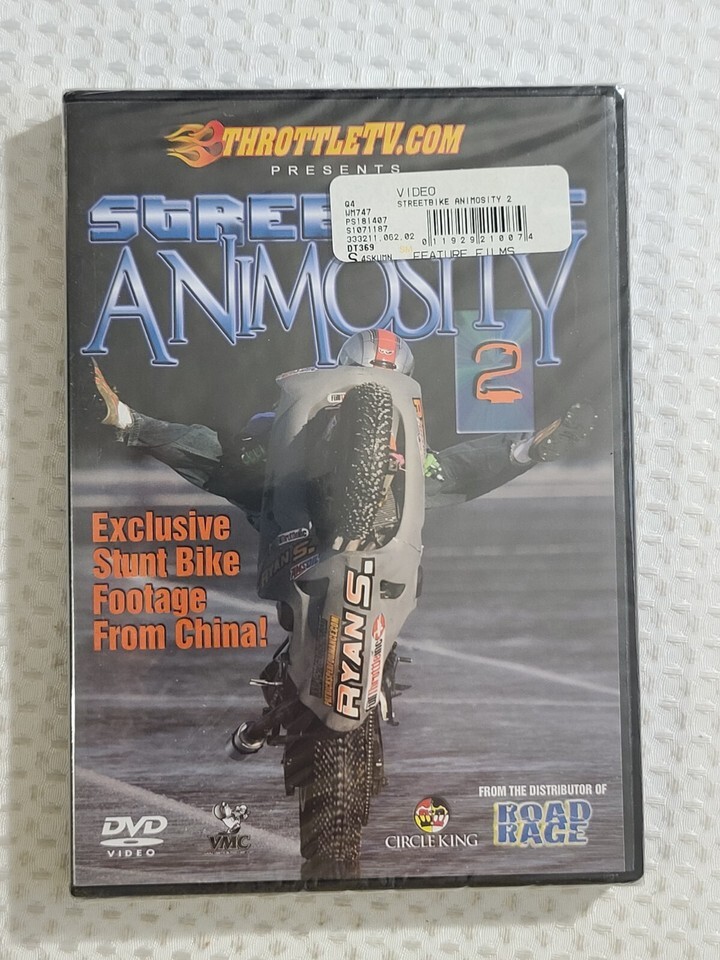 THROTTLETV.COM
PRESENTS
VIDEO
Q4
STREETBIKE ANIMOSITY 2
WM747
PS181407
S1071187
333211.062.02
0 11929 21007 4
DT369
S ASKUMN
FEATURE FILMS
ANIMOSITY
2
Exclusive
Stunt Bike
Footage
From China!
RYAN S.
RYAN S.
FROM THE DISTRIBUTOR OF
ROAD
RAGE
DVD
VIDEO
VMC
CIRCLE KING